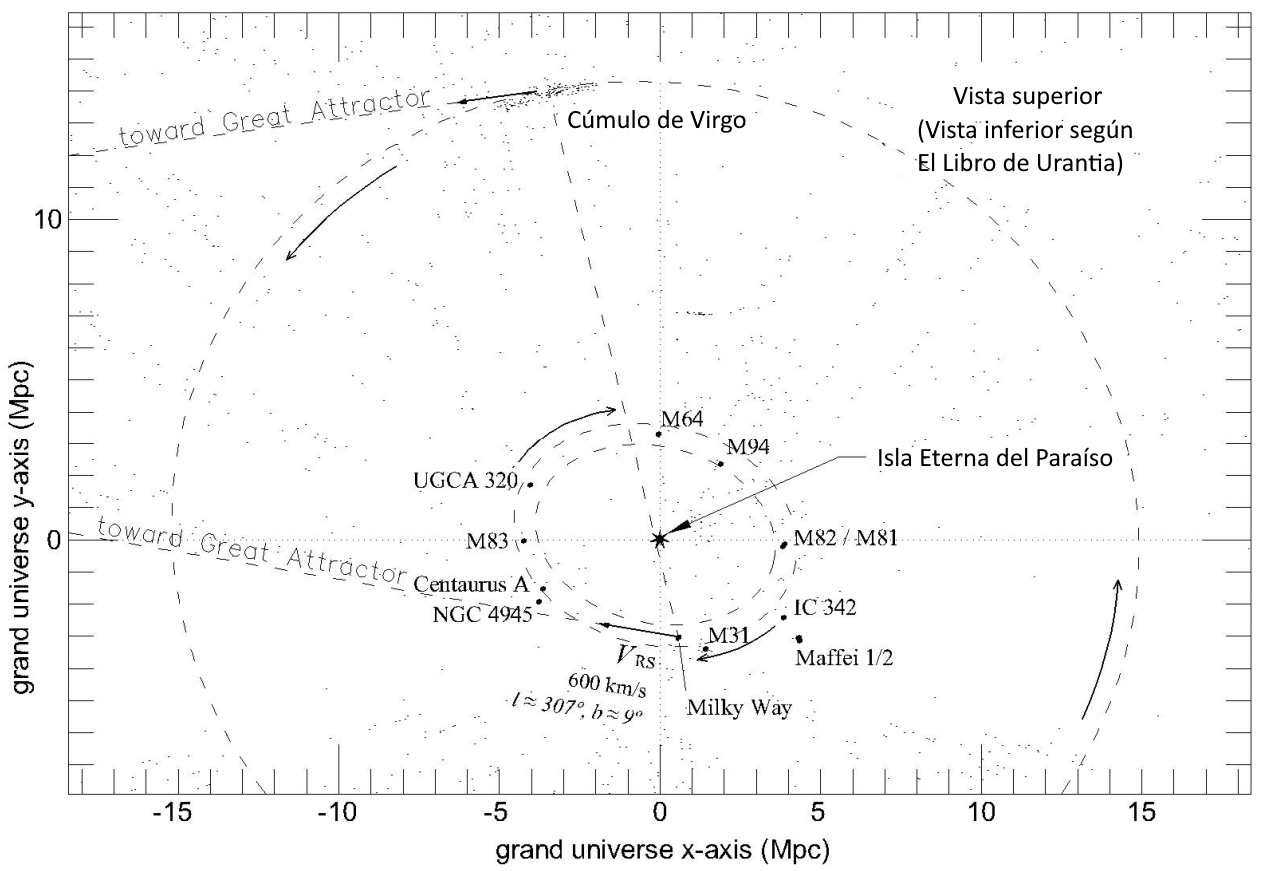 toward Great Attractor
Cúmulo de Virgo
Vista superior
(Vista inferior según
El Libro de Urantia)
10
M64
M94
Isla Eterna del Paraíso
UGCA 320
0
M83
M82 / M81
toward Great Attractor
Centaurus A
NGC 4945
IC 342
M31
Maffei 1/2
VRS
600 km/s
l ≈ 307°, b ≈ 9°
Milky Way
-15
-10
-5
0
5
10
15
grand universe x-axis (Mpc)
grand universe y-axis (Mpc)